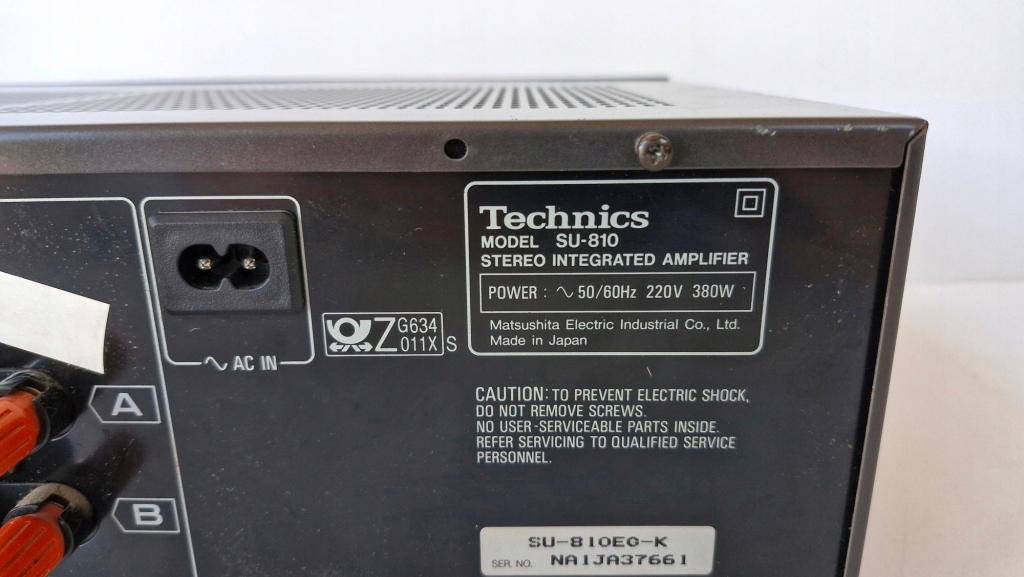 Technics
MODEL SU-810
STEREO INTEGRATED AMPLIFIER
POWER : ∿ 50/60Hz 220V 380W
Matsushita Electric Industrial Co., Ltd.
Made in Japan
Z G634
011X S
∿ AC IN
CAUTION: TO PREVENT ELECTRIC SHOCK,
DO NOT REMOVE SCREWS.
NO USER-SERVICEABLE PARTS INSIDE.
REFER SERVICING TO QUALIFIED SERVICE
PERSONNEL.
A
B
SU-810EG-K
SER. NO. NA1JA37661